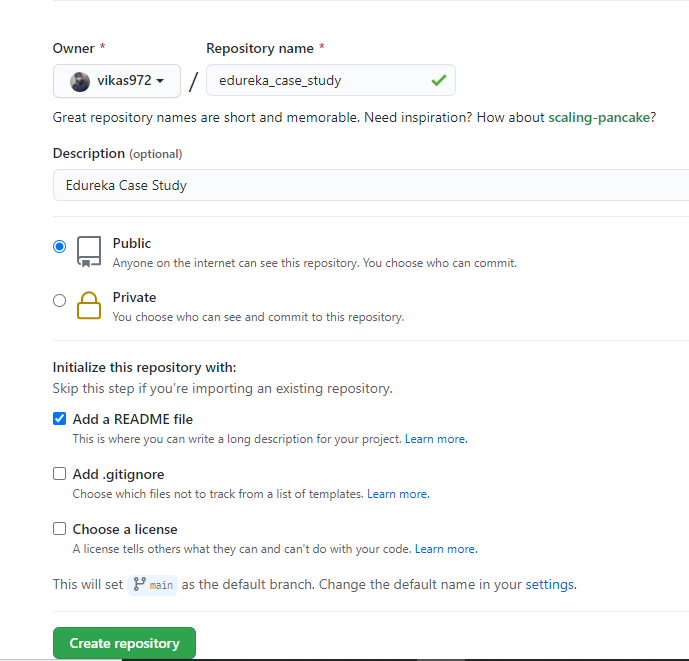 Owner * Repository name *
vikas972 / edureka_case_study
Great repository names are short and memorable. Need inspiration? How about scaling-pancake?
Description (optional)
Edureka Case Study
Public
Anyone on the internet can see this repository. You choose who can commit.
Private
You choose who can see and commit to this repository.
Initialize this repository with:
Skip this step if you're importing an existing repository.
Add a README file
This is where you can write a long description for your project. Learn more.
Add .gitignore
Choose which files not to track from a list of templates. Learn more.
Choose a license
A license tells others what they can and can't do with your code. Learn more.
This will set main as the default branch. Change the default name in your settings.
Create repository